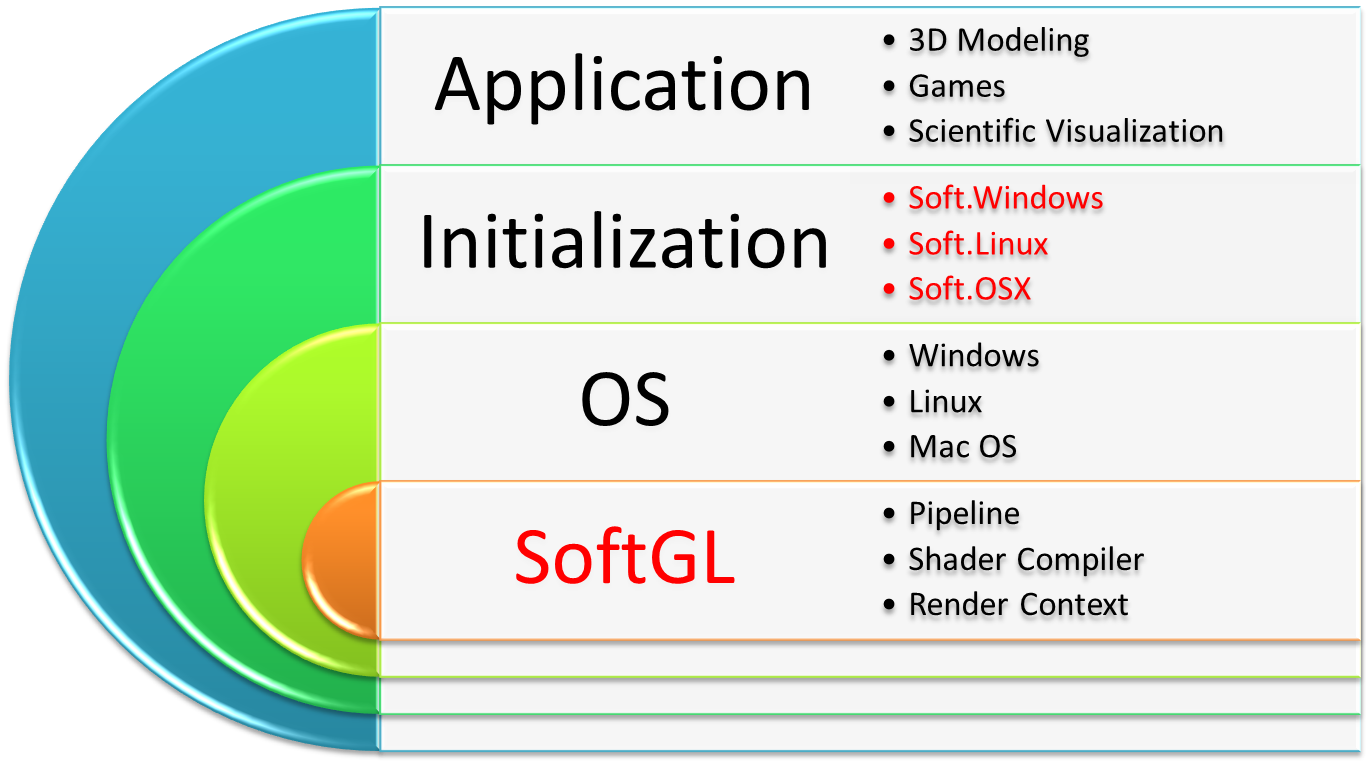 Application
• 3D Modeling
• Games
• Scientific Visualization
Initialization
• Soft.Windows
• Soft.Linux
• Soft.OSX
OS
• Windows
• Linux
• Mac OS
SoftGL
• Pipeline
• Shader Compiler
• Render Context